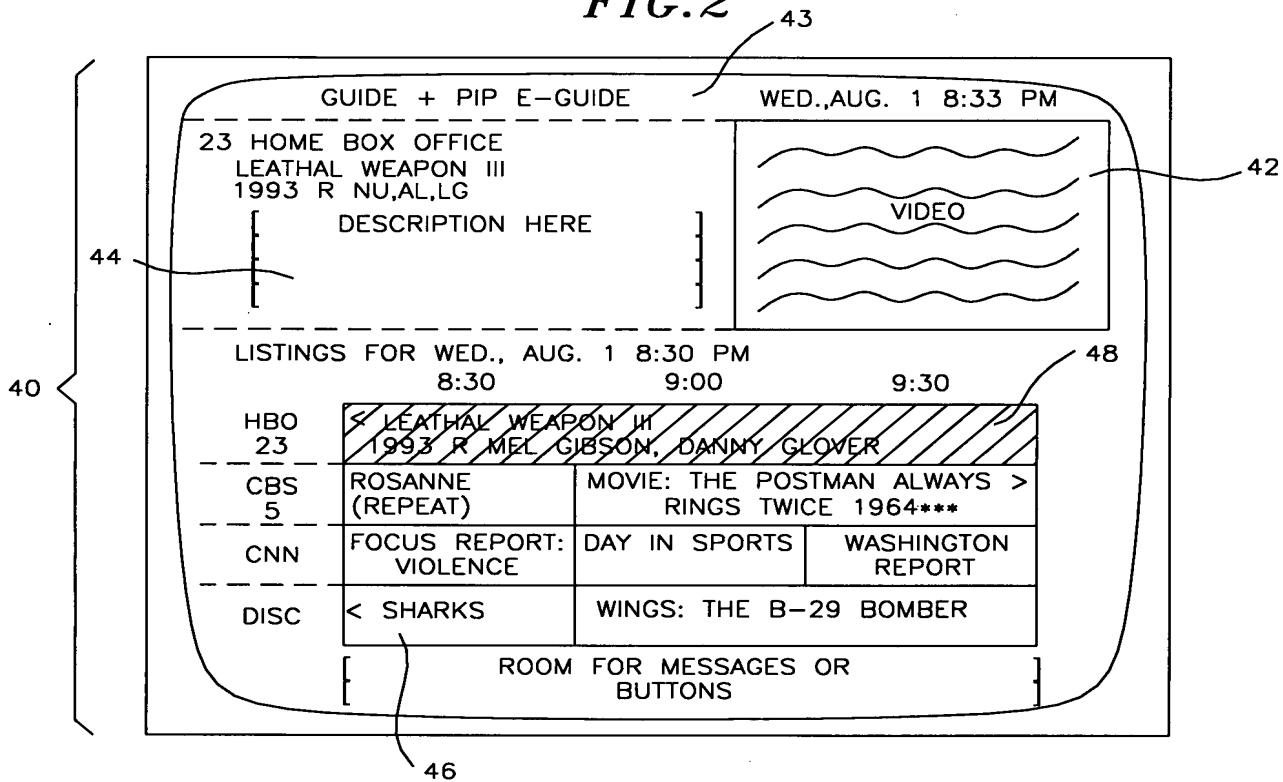 FIG.2
43
GUIDE + PIP E-GUIDE
WED.,AUG. 1 8:33 PM
23 HOME BOX OFFICE
LEATHAL WEAPON III
1993 R NU,AL,LG
DESCRIPTION HERE
VIDEO
42
44
LISTINGS FOR WED., AUG. 1 8:30 PM
48
40
8:30 9:00 9:30
HBO
23
< LEATHAL WEAPON III
1993 R MEL GIBSON, DANNY GLOVER
CBS
5
ROSANNE
(REPEAT)
MOVIE: THE POSTMAN ALWAYS >
RINGS TWICE 1964***
CNN
FOCUS REPORT:
VIOLENCE
DAY IN SPORTS
WASHINGTON
REPORT
DISC
< SHARKS
WINGS: THE B-29 BOMBER
ROOM FOR MESSAGES OR
BUTTONS
46